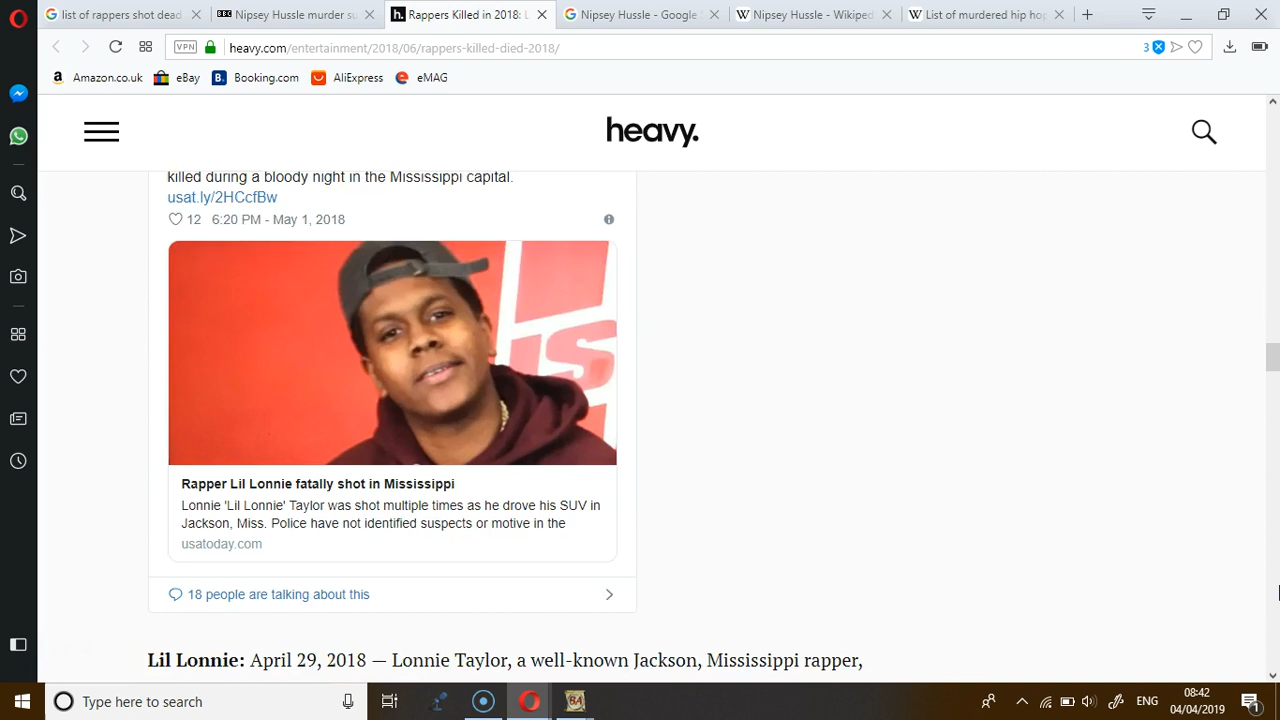 list of rappers shot dead
Nipsey Hussle murder su
Rappers Killed in 2018: L
Nipsey Hussle - Google
Nipsey Hussle - Wikiped
List of murdered hip hop
VPN
heavy.com/entertainment/2018/06/rappers-killed-died-2018/
3
Amazon.co.uk
eBay
Booking.com
AliExpress
eMAG
heavy.
killed during a bloody night in the Mississippi capital.
usat.ly/2HCcfBw
12 6:20 PM - May 1, 2018
Rapper Lil Lonnie fatally shot in Mississippi
Lonnie 'Lil Lonnie' Taylor was shot multiple times as he drove his SUV in
Jackson, Miss. Police have not identified suspects or motive in the
usatoday.com
18 people are talking about this
Lil Lonnie: April 29, 2018 — Lonnie Taylor, a well-known Jackson, Mississippi rapper,
Type here to search
ENG
08:42
04/04/2019
1